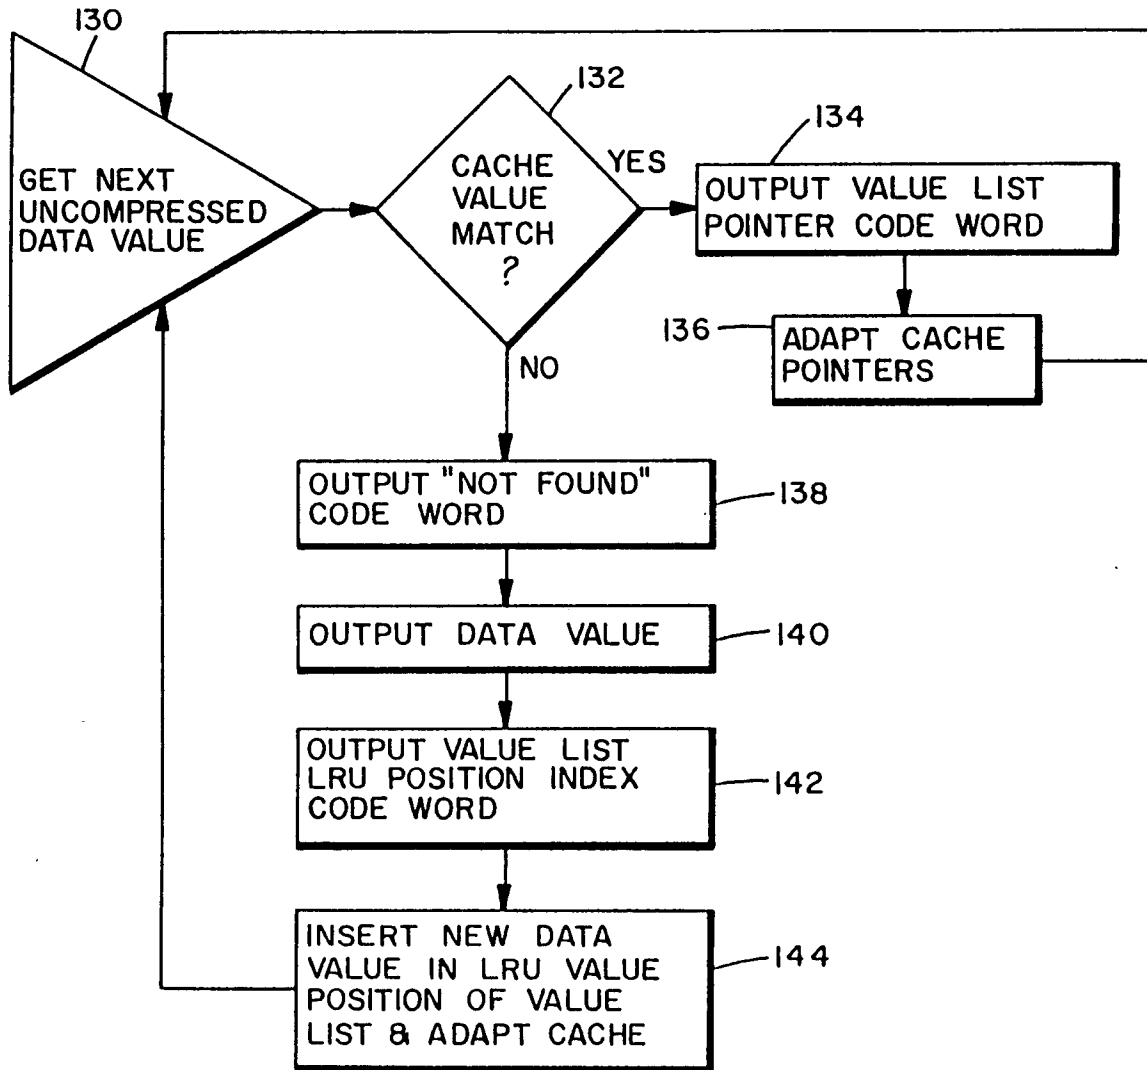 130
GET NEXT
UNCOMPRESSED
DATA VALUE
132
CACHE
VALUE
MATCH
?
YES
NO
134
OUTPUT VALUE LIST
POINTER CODE WORD
136
ADAPT CACHE
POINTERS
OUTPUT "NOT FOUND"
CODE WORD
138
OUTPUT DATA VALUE
140
OUTPUT VALUE LIST
LRU POSITION INDEX
CODE WORD
142
INSERT NEW DATA
VALUE IN LRU VALUE
POSITION OF VALUE
LIST & ADAPT CACHE
144